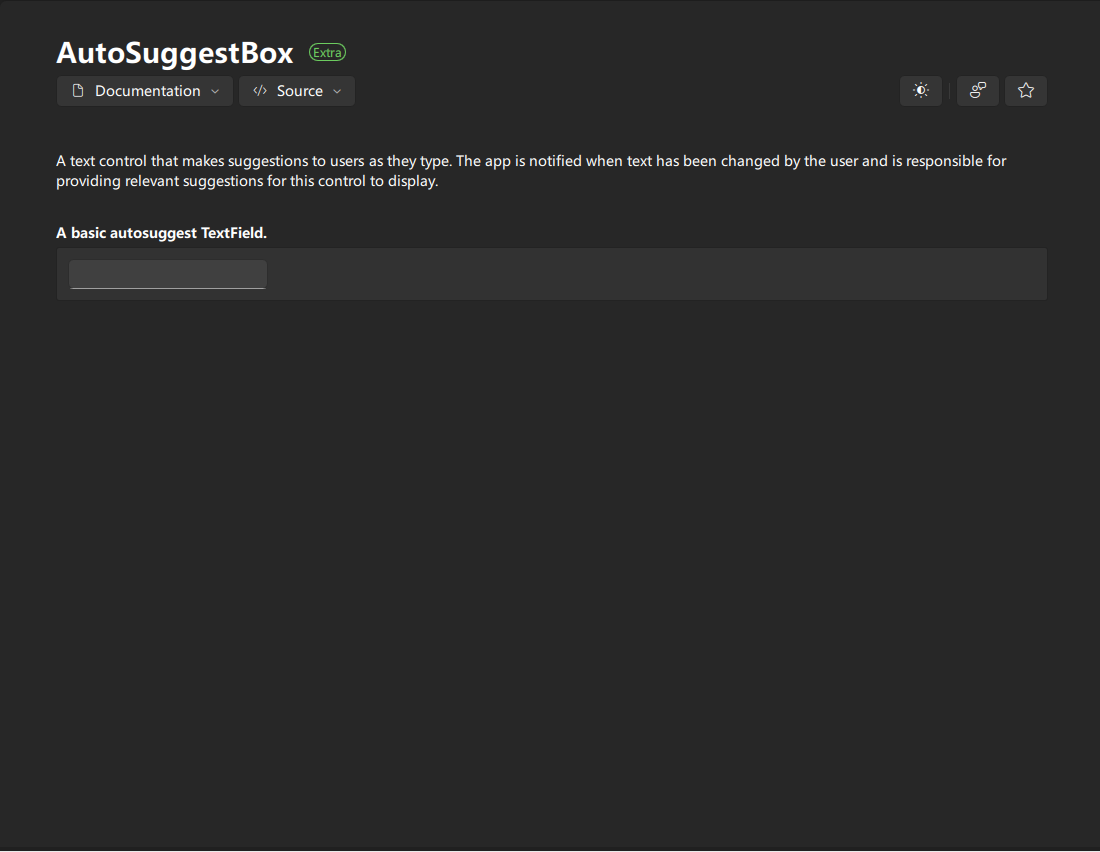 AutoSuggestBox Extra
Documentation Source
A text control that makes suggestions to users as they type. The app is notified when text has been changed by the user and is responsible for
providing relevant suggestions for this control to display.
A basic autosuggest TextField.